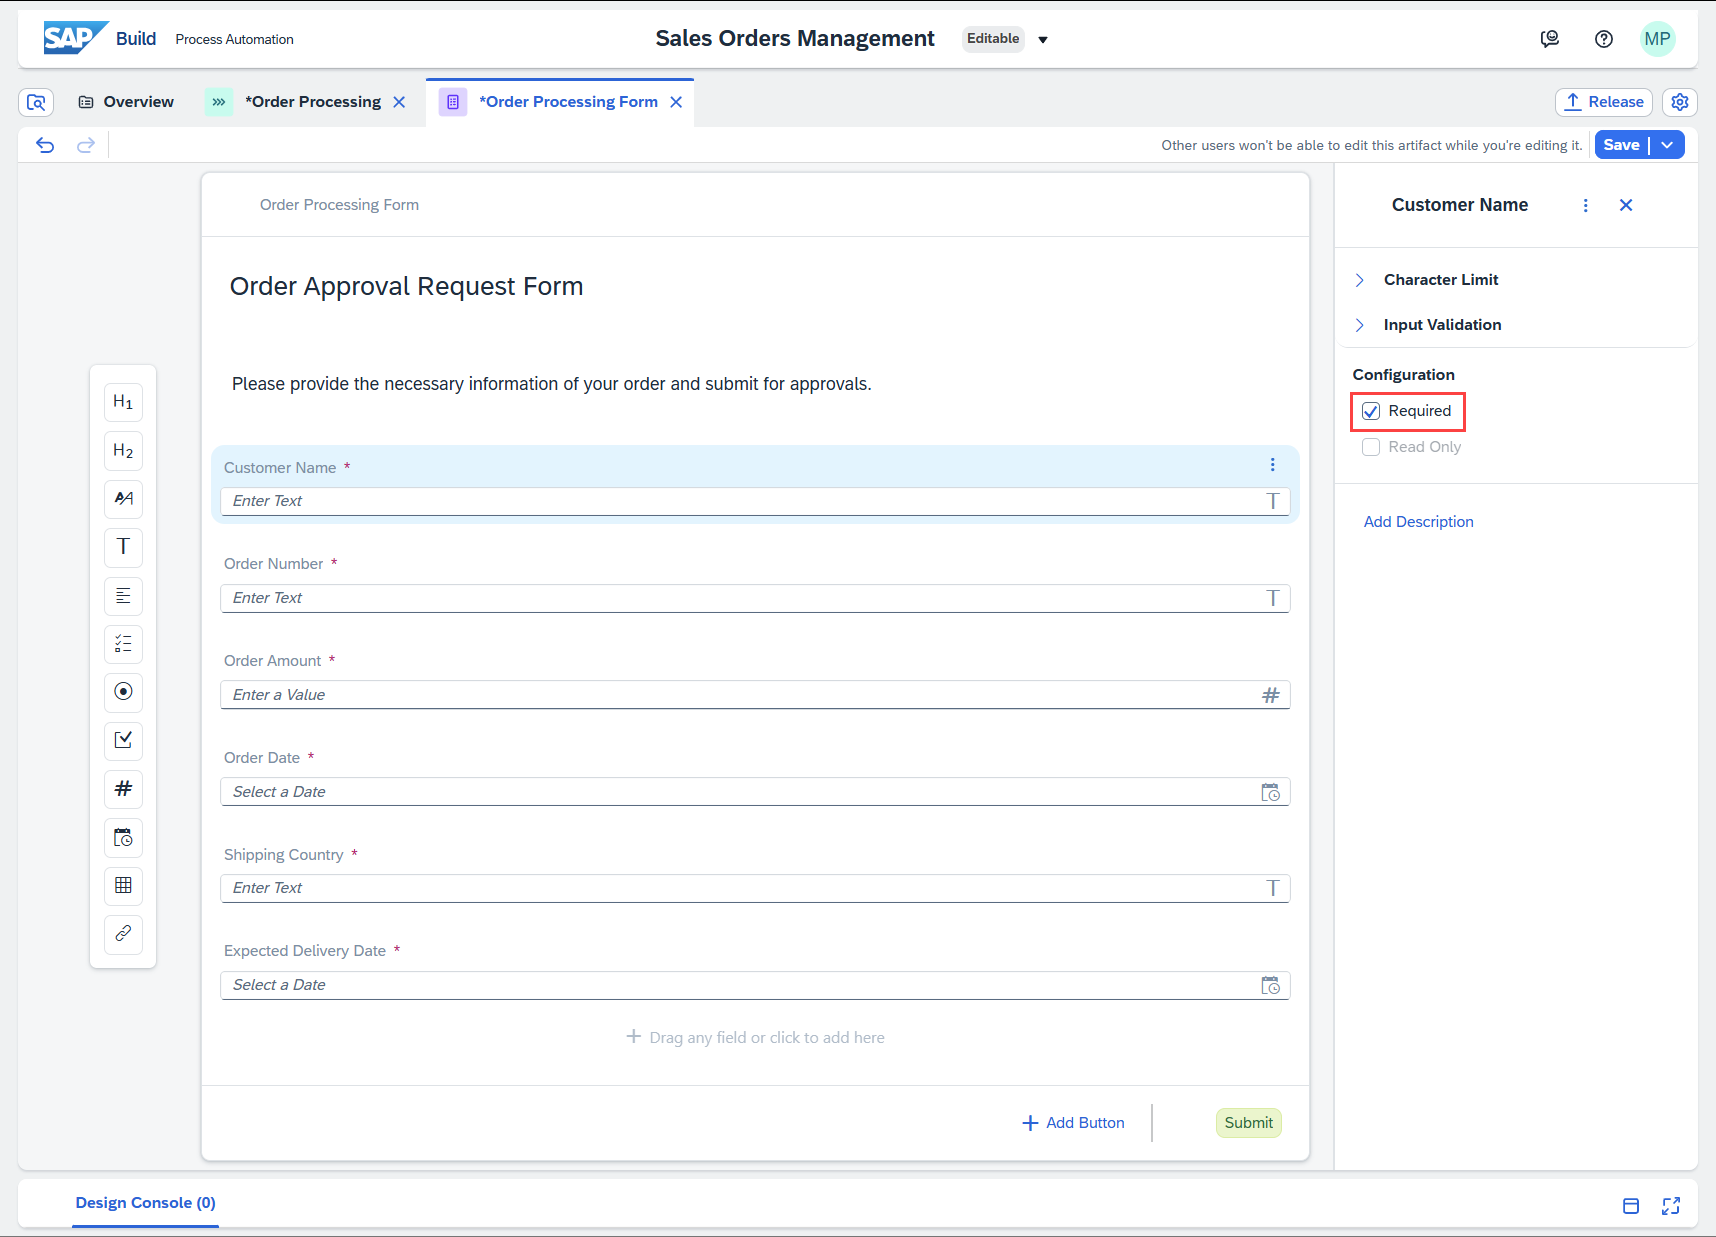 SAP Build Process Automation
Sales Orders Management Editable
MP
Overview
*Order Processing
*Order Processing Form
Release
Other users won't be able to edit this artifact while you're editing it.
Save
Order Processing Form
Order Approval Request Form
Please provide the necessary information of your order and submit for approvals.
H1
H2
A/A
T
#
Customer Name *
Enter Text T
Order Number *
Enter Text T
Order Amount *
Enter a Value #
Order Date *
Select a Date
Shipping Country *
Enter Text T
Expected Delivery Date *
Select a Date
+ Drag any field or click to add here
+ Add Button
Submit
Customer Name
Character Limit
Input Validation
Configuration
Required
Read Only
Add Description
Design Console (0)